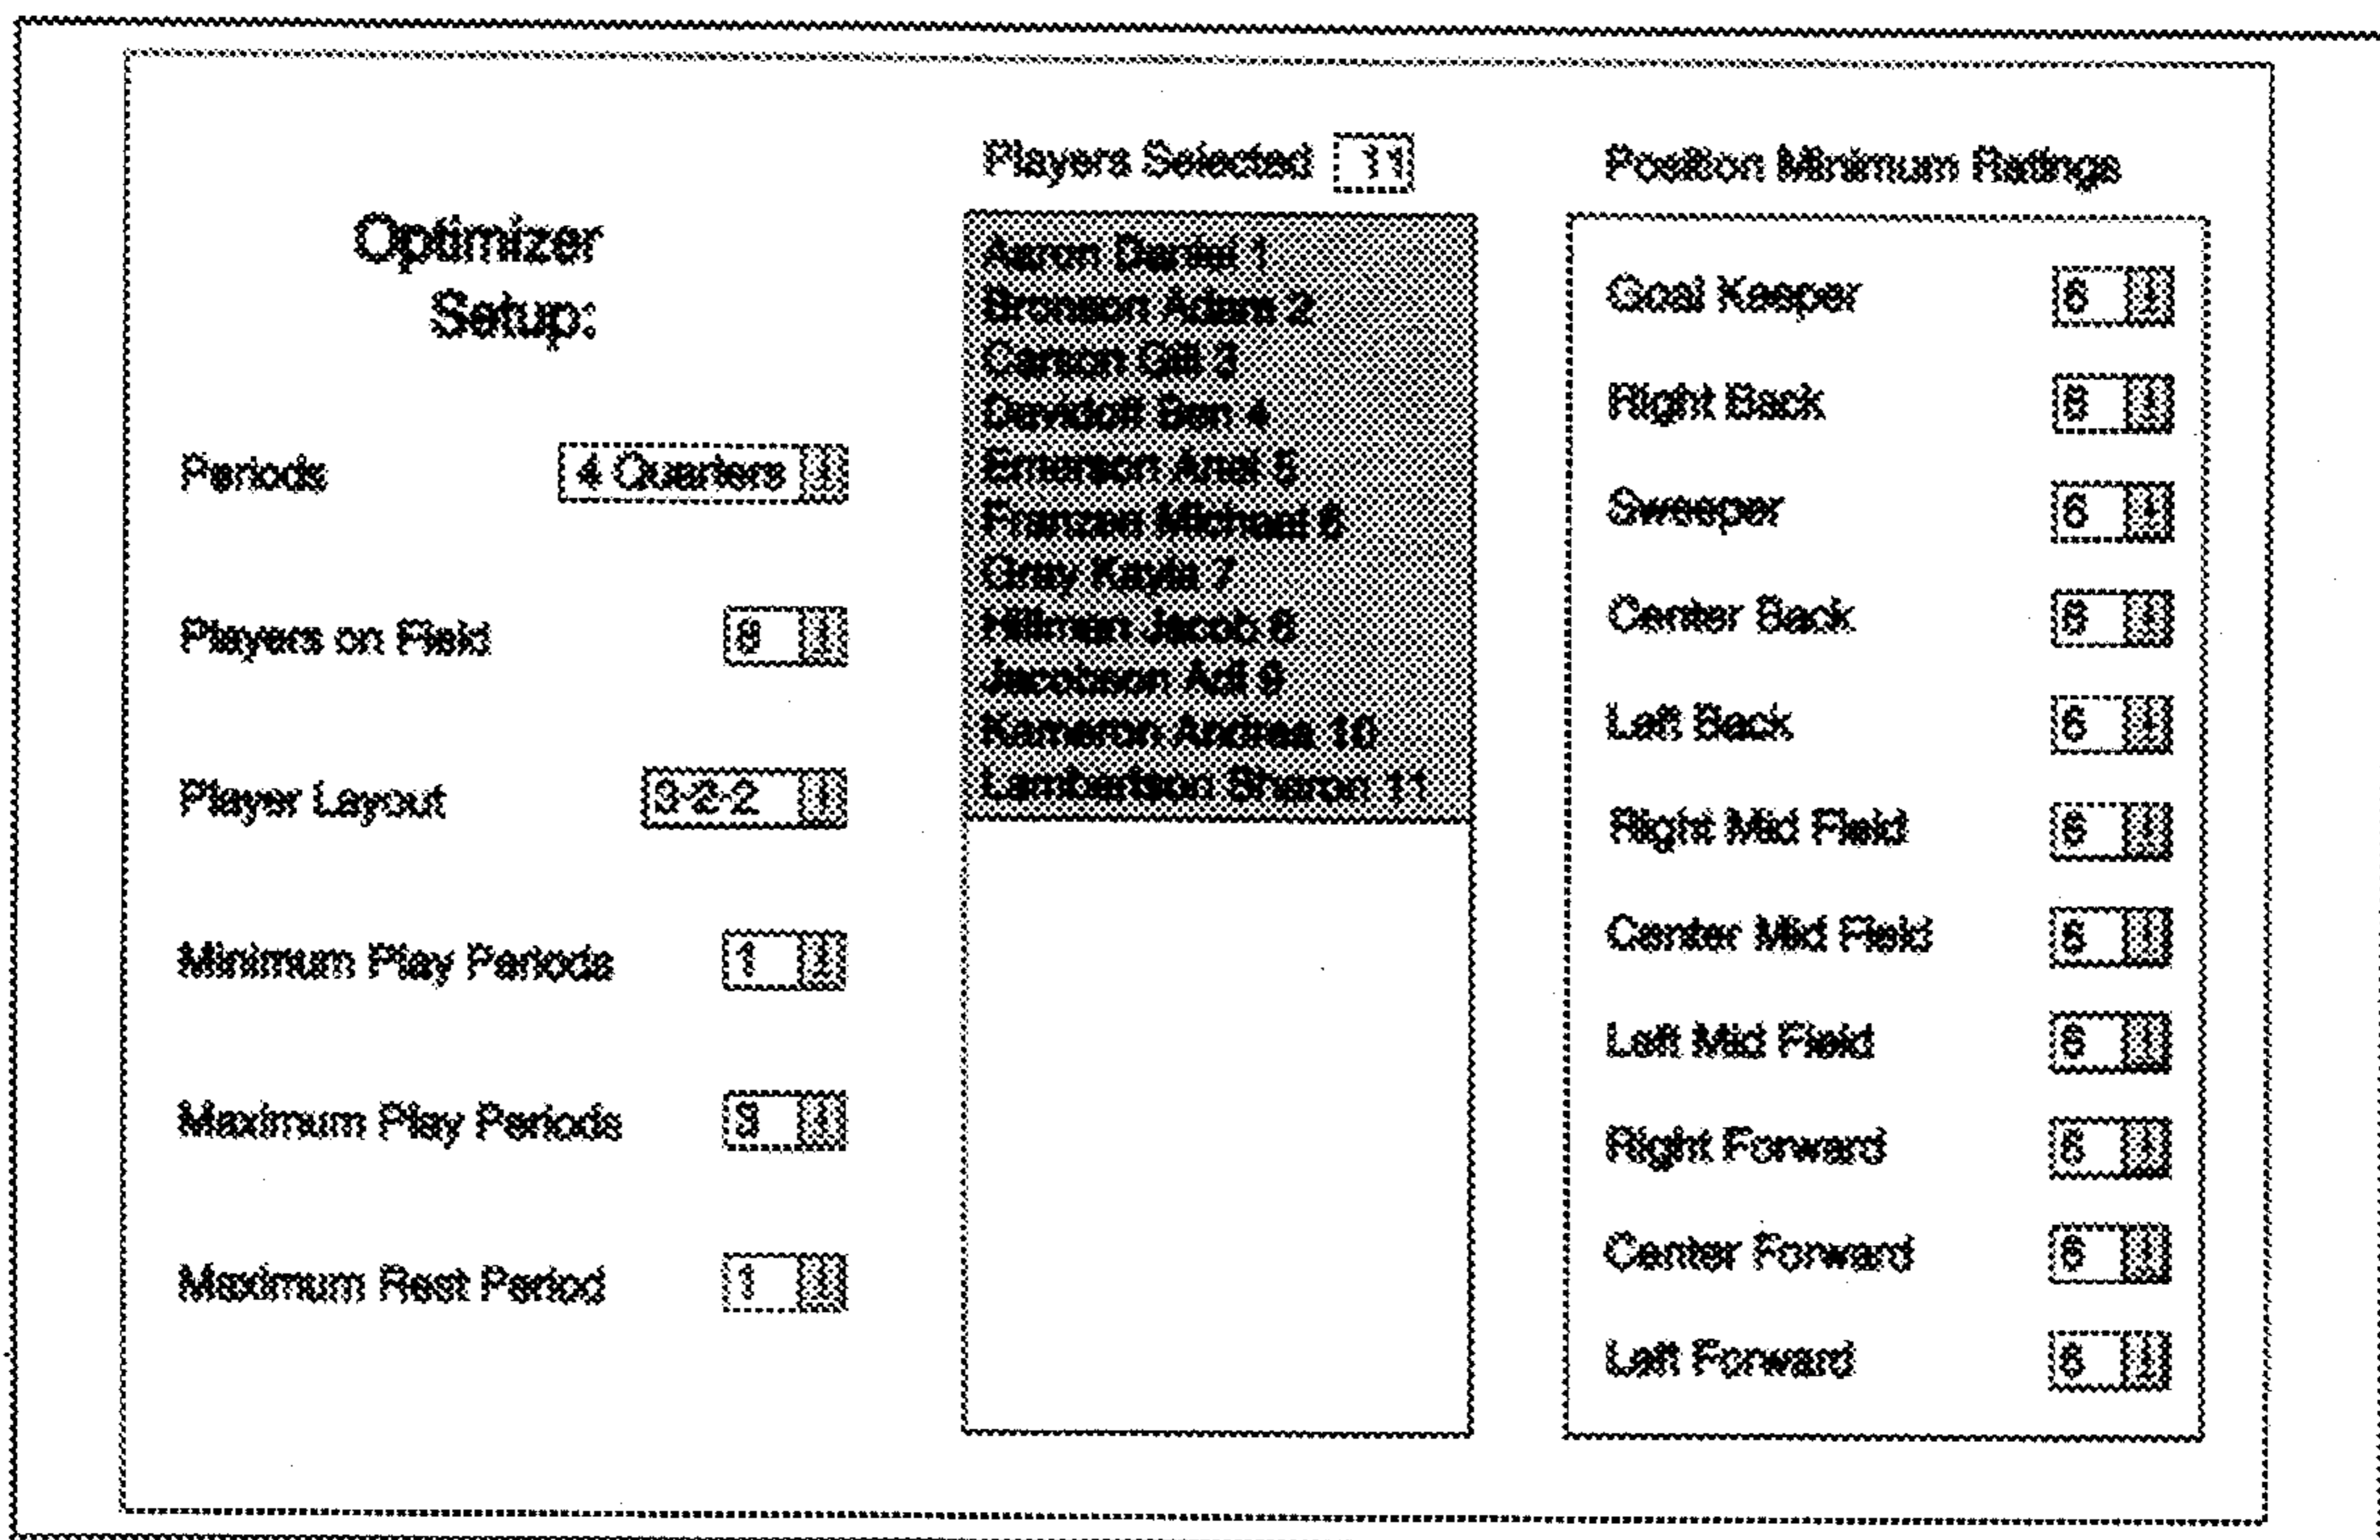 Optimizer
Setup:
Periods 4 Quarters
Players on Field 8
Player Layout 3-2-2
Minimum Play Periods 1
Maximum Play Periods 3
Maximum Rest Period 1
Players Selected 11
Aaron Daniel 1
Bronson Adam 2
Carson Gill 3
Davidoff Ben 4
Emerson Ariel 5
Franzen Michael 6
Gray Kayla 7
Hillman Jacob 8
Jacobson Adi 9
Kameron Andrea 10
Lambertson Sharon 11
Position Minimum Ratings
Goal Keeper 6
Right Back 6
Sweeper 6
Center Back 6
Left Back 6
Right Mid Field 6
Center Mid Field 6
Left Mid Field 6
Right Forward 6
Center Forward 6
Left Forward 6